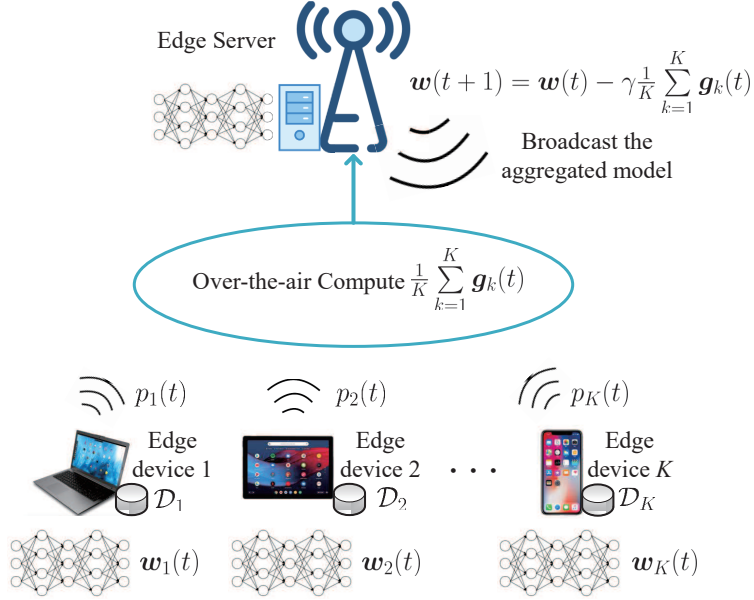 Edge Server
w(t + 1) = w(t) − γ 1/K ∑_{k=1}^{K} g_k(t)
Broadcast the
aggregated model
Over-the-air Compute 1/K ∑_{k=1}^{K} g_k(t)
p_1(t) p_2(t) p_K(t)
Edge Edge Edge
device 1 device 2 · · · device K
𝒟_1 𝒟_2 𝒟_K
w_1(t) w_2(t) w_K(t)